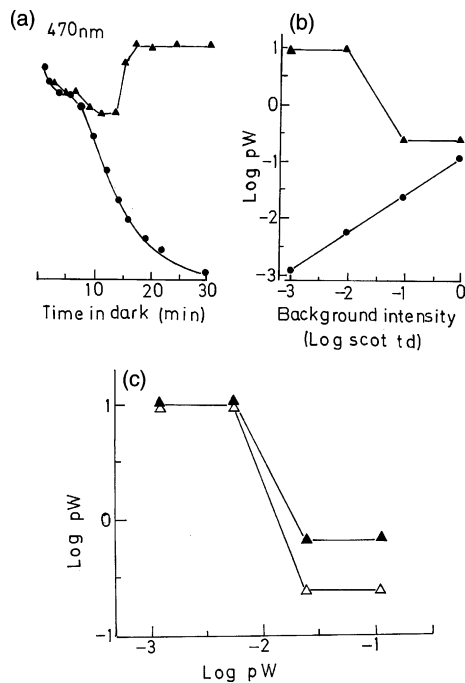 (a)
470nm
0
10
20
30
Time in dark (min)
(b)
Log pW
1
0
-1
-2
-3
-3
-2
-1
0
Background intensity
(Log scot td)
(c)
Log pW
1
0
-1
-3
-2
-1
Log pW